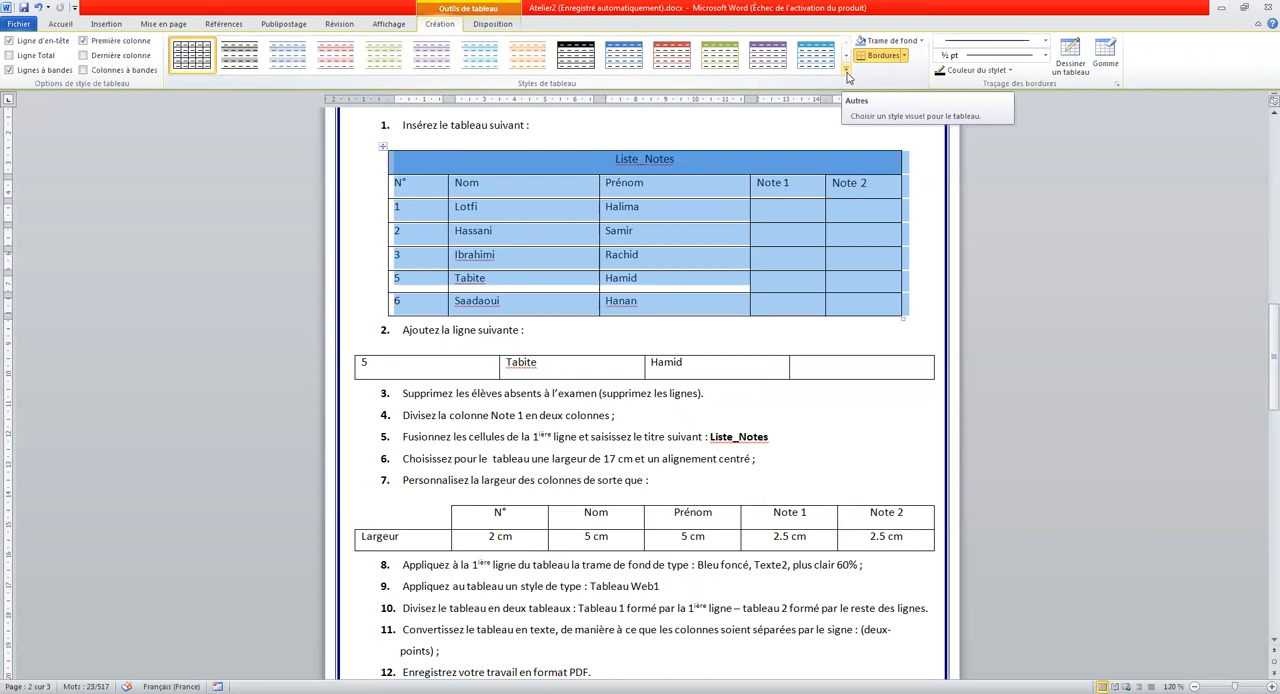 Outils de tableau
Atelier2 (Enregistré automatiquement).docx - Microsoft Word (Échec de l'activation du produit)
Fichier Accueil Insertion Mise en page Références Publipostage Révision Affichage Création Disposition
Ligne d'en-tête Première colonne
Ligne Total Dernière colonne
Lignes à bandes Colonnes à bandes
Options de style de tableau
Styles de tableau
Trame de fond
Bordures
½ pt
Couleur du stylet
Dessiner un tableau
Gomme
Traçage des bordures
Autres
Choisir un style visuel pour le tableau.
1. Insérez le tableau suivant :
Liste_Notes
N° Nom Prénom Note 1 Note 2
1 Lotfi Halima
2 Hassani Samir
3 Ibrahimi Rachid
5 Tabite Hamid
6 Saadaoui Hanan
2. Ajoutez la ligne suivante :
5 Tabite Hamid
3. Supprimez les élèves absents à l'examen (supprimez les lignes).
4. Divisez la colonne Note 1 en deux colonnes ;
5. Fusionnez les cellules de la 1ière ligne et saisissez le titre suivant : Liste_Notes
6. Choisissez pour le tableau une largeur de 17 cm et un alignement centré ;
7. Personnalisez la largeur des colonnes de sorte que :
N° Nom Prénom Note 1 Note 2
Largeur 2 cm 5 cm 5 cm 2.5 cm 2.5 cm
8. Appliquez à la 1ière ligne du tableau la trame de fond de type : Bleu foncé, Texte2, plus clair 60% ;
9. Appliquez au tableau un style de type : Tableau Web1
10. Divisez le tableau en deux tableaux : Tableau 1 formé par la 1ière ligne – tableau 2 formé par le reste des lignes.
11. Convertissez le tableau en texte, de manière à ce que les colonnes soient séparées par le signe : (deux-
points) ;
12. Enregistrez votre travail en format PDF.
Page : 2 sur 3 Mots : 23/517 Français (France) 120 %